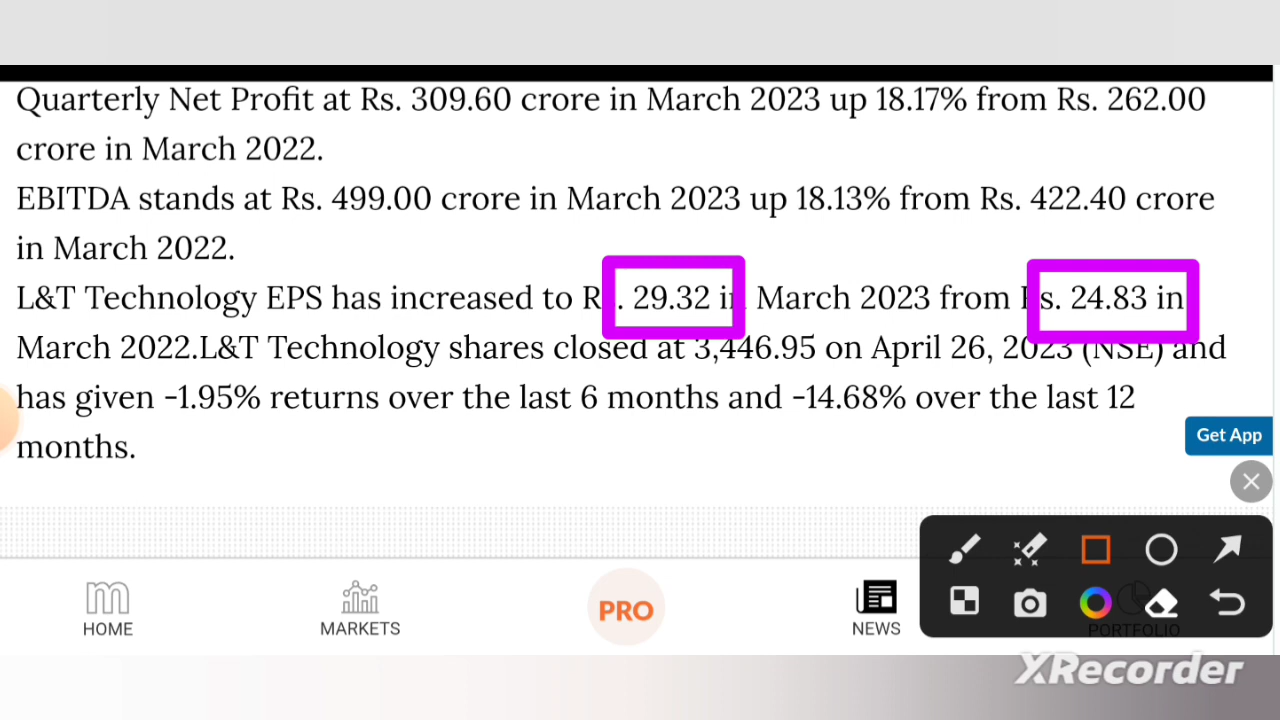 Quarterly Net Profit at Rs. 309.60 crore in March 2023 up 18.17% from Rs. 262.00
crore in March 2022.
EBITDA stands at Rs. 499.00 crore in March 2023 up 18.13% from Rs. 422.40 crore
in March 2022.
L&T Technology EPS has increased to Rs. 29.32 in March 2023 from Rs. 24.83 in
March 2022.L&T Technology shares closed at 3,446.95 on April 26, 2023 (NSE) and
has given -1.95% returns over the last 6 months and -14.68% over the last 12
months.
Get App
HOME
MARKETS
PRO
NEWS
PORTFOLIO
XRecorder